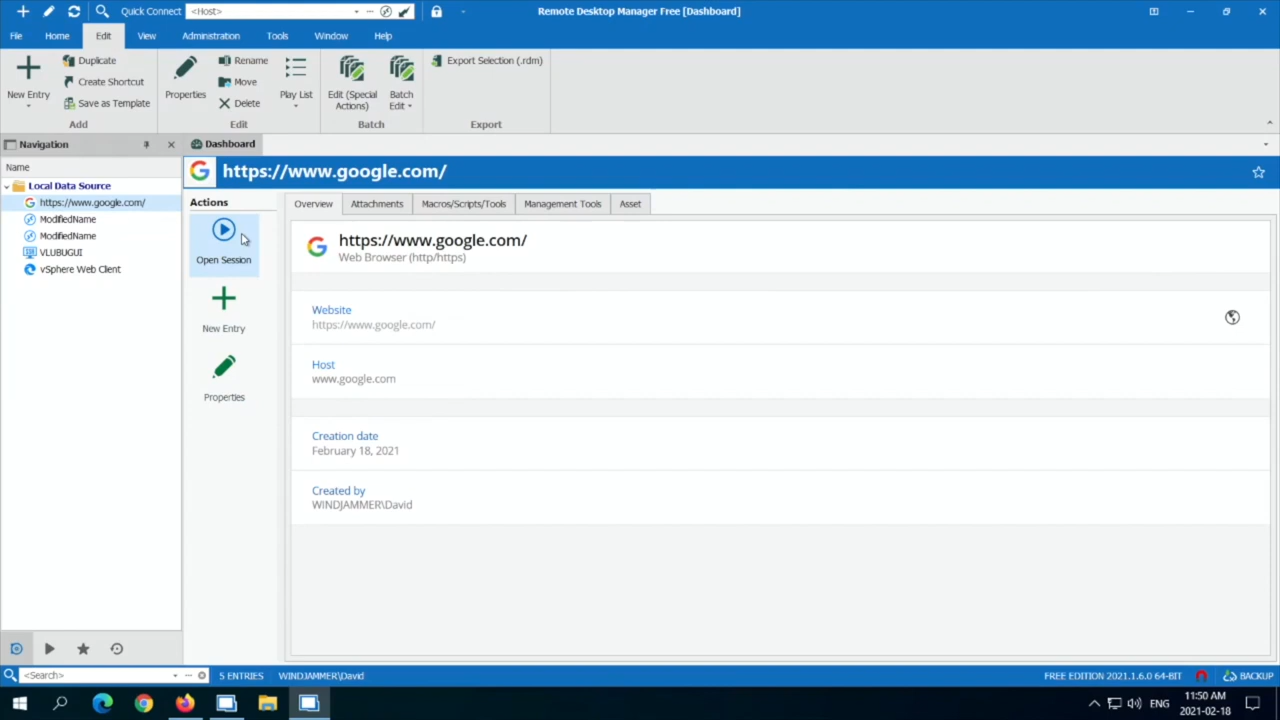 Quick Connect
<Host>
Remote Desktop Manager Free [Dashboard]
File
Home
Edit
View
Administration
Tools
Window
Help
New Entry
Duplicate
Create Shortcut
Save as Template
Add
Properties
Rename
Move
Delete
Play List
Edit
Edit (Special
Actions)
Batch
Edit
Batch
Export Selection (.rdm)
Export
Navigation
Dashboard
Name
Local Data Source
https://www.google.com/
ModifiedName
ModifiedName
VLUBUGUI
vSphere Web Client
https://www.google.com/
Actions
Open Session
New Entry
Properties
Overview
Attachments
Macros/Scripts/Tools
Management Tools
Asset
https://www.google.com/
Web Browser (http/https)
Website
https://www.google.com/
Host
www.google.com
Creation date
February 18, 2021
Created by
WINDJAMMER\David
<Search>
5 ENTRIES
WINDJAMMER\David
FREE EDITION 2021.1.6.0 64-BIT
BACKUP
ENG
11:50 AM
2021-02-18